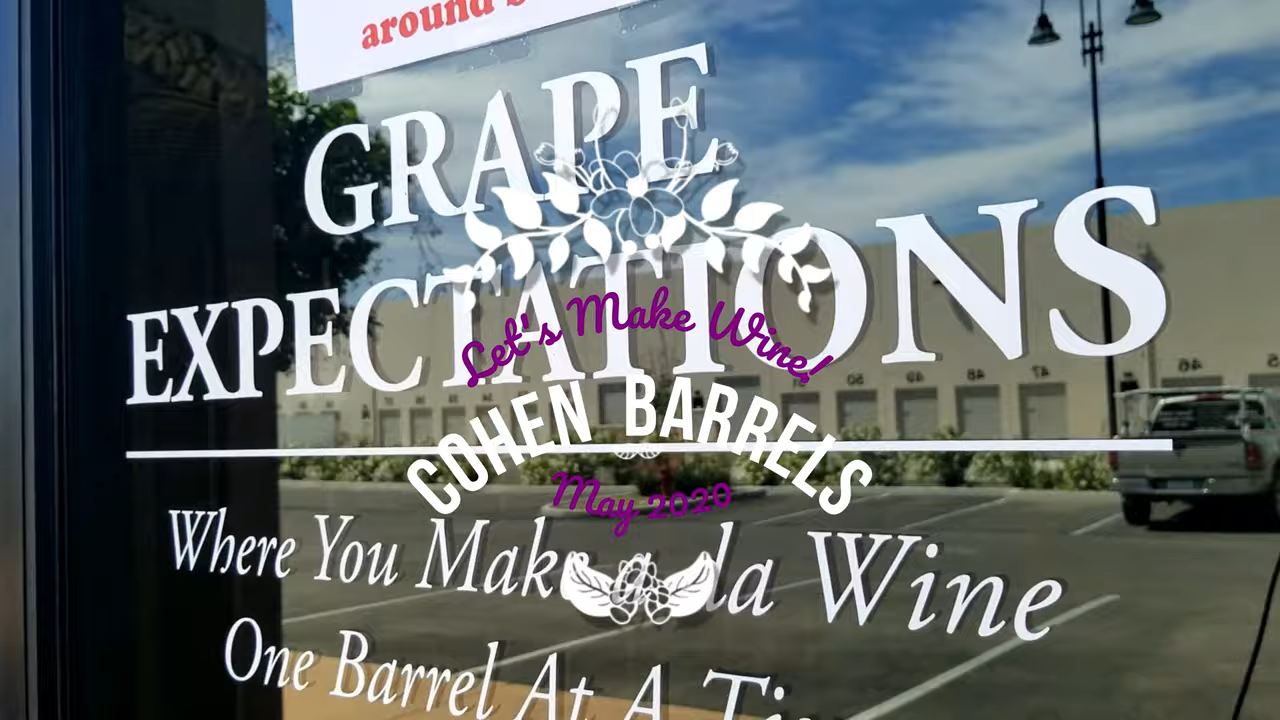 around
GRAPE
EXPECTATIONS
Let's Make Wine!
COHEN BARRELS
May 2020
Where You Make a da Wine
One Barrel At A